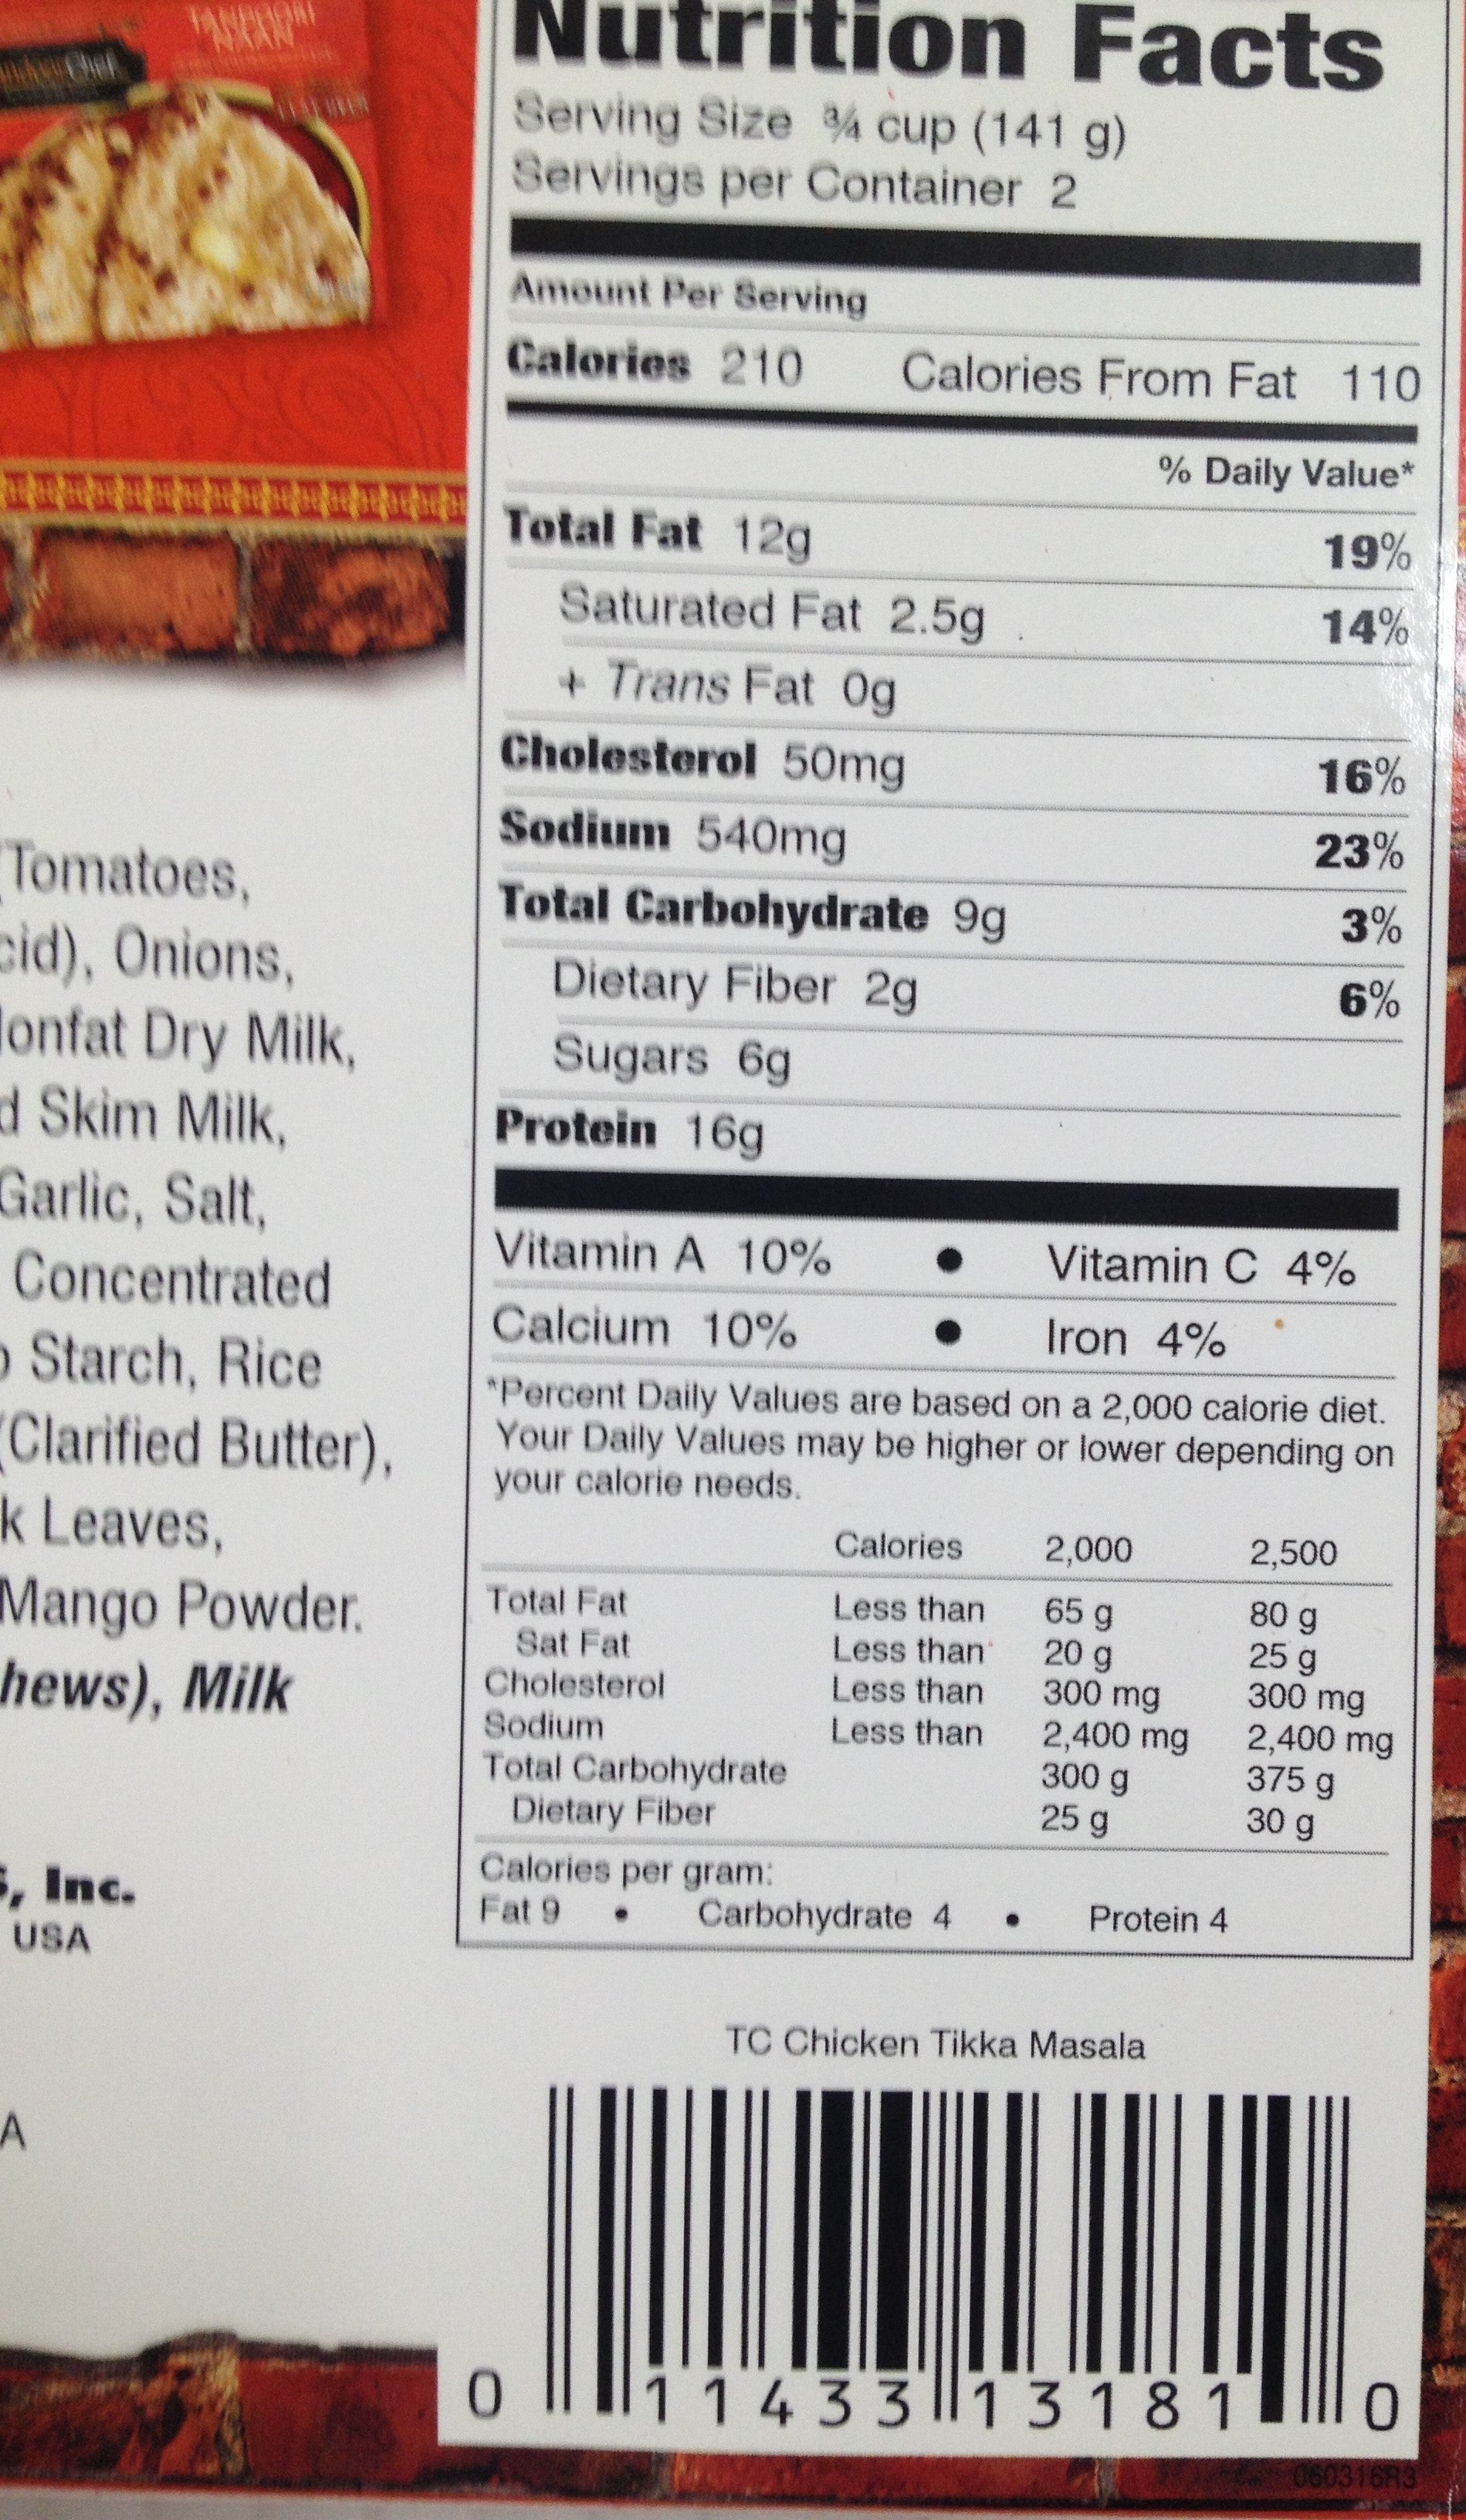 TANDOORI
NAAN
Chef
Tomatoes,
Onions,
Dry Milk,
Skim Milk,
Garlic, Salt,
Concentrated
Starch, Rice
(Clarified Butter),
Leaves,
Mango Powder.
Milk
Inc.
USA
Nutrition Facts
Serving Size ¾ cup (141 g)
Servings per Container 2
Amount Per Serving
Calories 210 Calories From Fat 110
% Daily Value*
Total Fat 12g 19%
Saturated Fat 2.5g 14%
+ Trans Fat 0g
Cholesterol 50mg 16%
Sodium 540mg 23%
Total Carbohydrate 9g 3%
Dietary Fiber 2g 6%
Sugars 6g
Protein 16g
Vitamin A 10% • Vitamin C 4%
Calcium 10% • Iron 4%
*Percent Daily Values are based on a 2,000 calorie diet.
Your Daily Values may be higher or lower depending on
your calorie needs.
Calories 2,000 2,500
Total Fat Less than 65 g 80 g
Sat Fat Less than 20 g 25 g
Cholesterol Less than 300 mg 300 mg
Sodium Less than 2,400 mg 2,400 mg
Total Carbohydrate 300 g 375 g
Dietary Fiber 25 g 30 g
Calories per gram:
Fat 9 • Carbohydrate 4 • Protein 4
TC Chicken Tikka Masala
0 11433 13181 0
060316R3